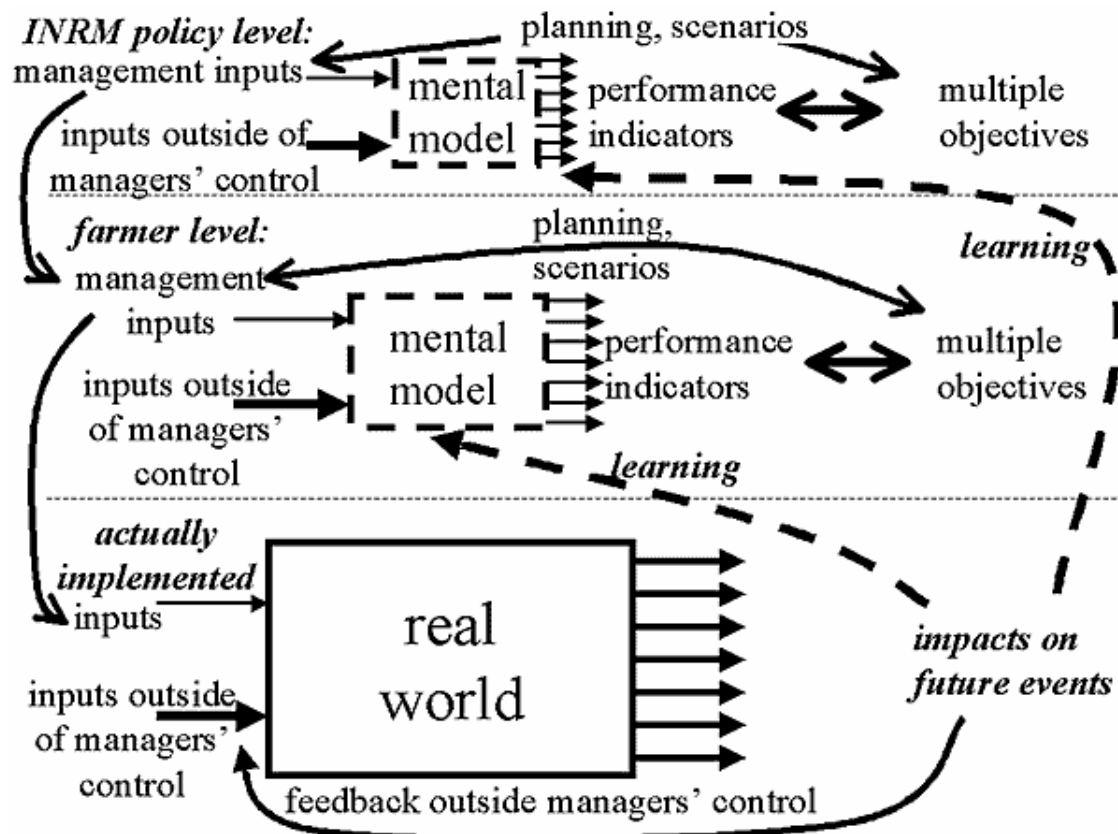 INRM policy level:
planning, scenarios
management inputs
mental
model
performance
indicators
multiple
objectives
inputs outside of
managers’ control
farmer level:
planning,
scenarios
learning
management
inputs
mental
model
performance
indicators
multiple
objectives
inputs outside
of managers’
control
learning
actually
implemented
inputs
real
world
impacts on
future events
inputs outside
of managers’
control
feedback outside managers’ control